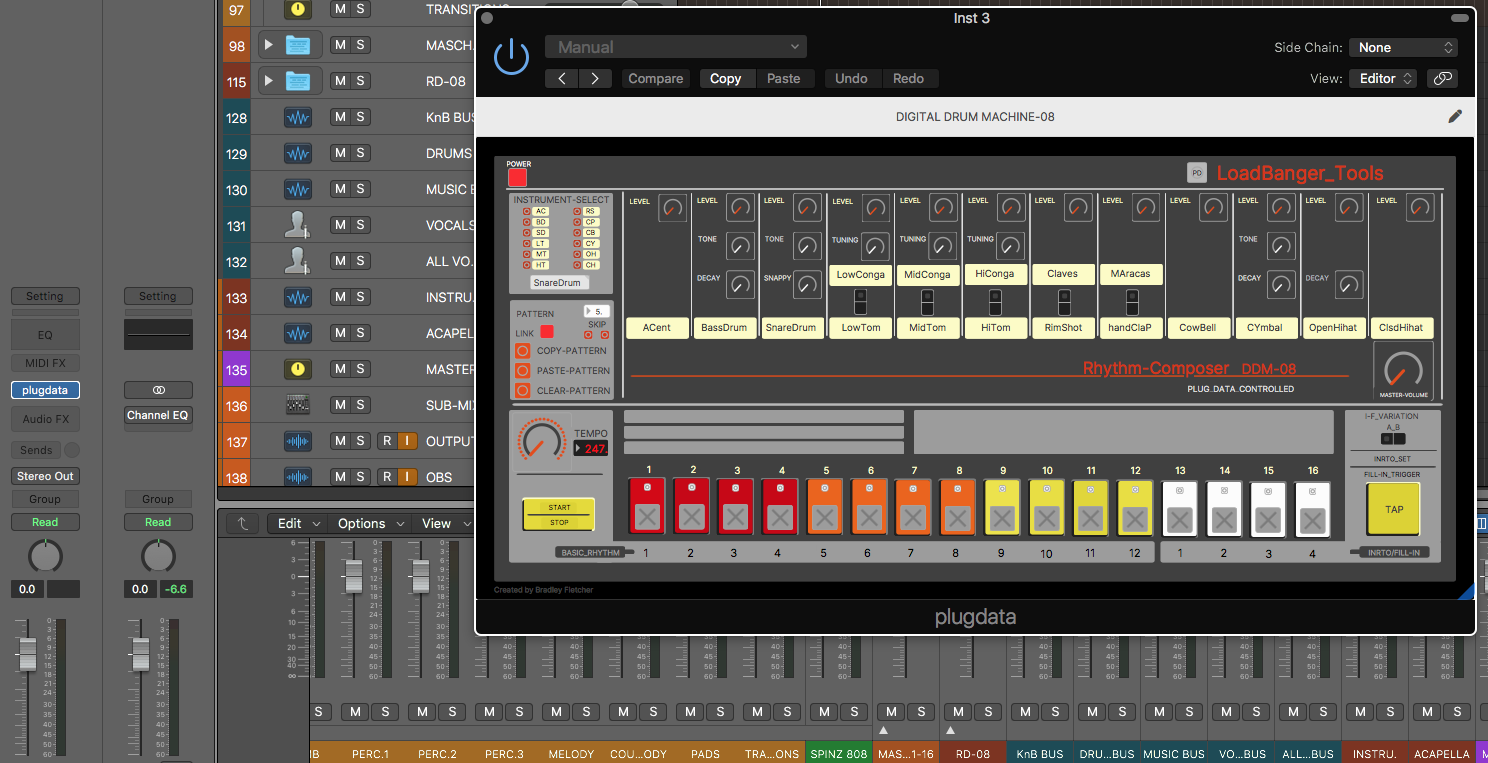 Inst 3
Manual
Side Chain: None
Compare Copy Paste Undo Redo
View: Editor
DIGITAL DRUM MACHINE-08
POWER
PD LoadBanger_Tools
INSTRUMENT-SELECT
AC RS
BD CP
SD CB
LT CY
MT OH
HT CH
SnareDrum
PATTERN 5.
SKIP
LINK
COPY-PATTERN
PASTE-PATTERN
CLEAR-PATTERN
LEVEL LEVEL LEVEL LEVEL LEVEL LEVEL LEVEL LEVEL LEVEL LEVEL LEVEL LEVEL
TONE TONE TUNING TUNING TUNING TONE
DECAY SNAPPY DECAY DECAY
LowConga MidConga HiConga Claves MAracas
ACent BassDrum SnareDrum LowTom MidTom HiTom RimShot handClaP CowBell CYmbal OpenHihat ClsdHihat
Rhythm-Composer DDM-08
PLUG.DATA.CONTROLLED
MASTER-VOLUME
TEMPO
247.
I-F_VARIATION
A_B
INRTO_SET
FILL-IN_TRIGGER
TAP
INRTO/FILL-IN
START
STOP
1 2 3 4 5 6 7 8 9 10 11 12 13 14 15 16
BASIC_RHYTHM 1 2 3 4 5 6 7 8 9 10 11 12 1 2 3 4
Created by Bradley Fletcher
plugdata
97 M S TRANSITIO
98 M S MASCH
115 M S RD-08
128 M S KnB BUS
129 M S DRUMS
130 M S MUSIC B
131 M S VOCALS
132 M S ALL VO.
133 M S INSTRU.
134 M S ACAPEL
135 M S MASTER
136 M S SUB-MI
137 M S R I OUTPU
138 M S R I OBS
Setting Setting
EQ
MIDI FX
plugdata
Audio FX Channel EQ
Sends
Stereo Out
Group Group
Read Read
0.0 0.0 -6.6
Edit Options View
S M S M S M S M S M S M S M S M S M S M S M S M S M S M S M S M S M S
IB PERC.1 PERC.2 PERC.3 MELODY COU...ODY PADS TRA...ONS SPINZ 808 MAS...1-16 RD-08 KnB BUS DRU...BUS MUSIC BUS VO...BUS ALL...BUS INSTRU. ACAPELLA M